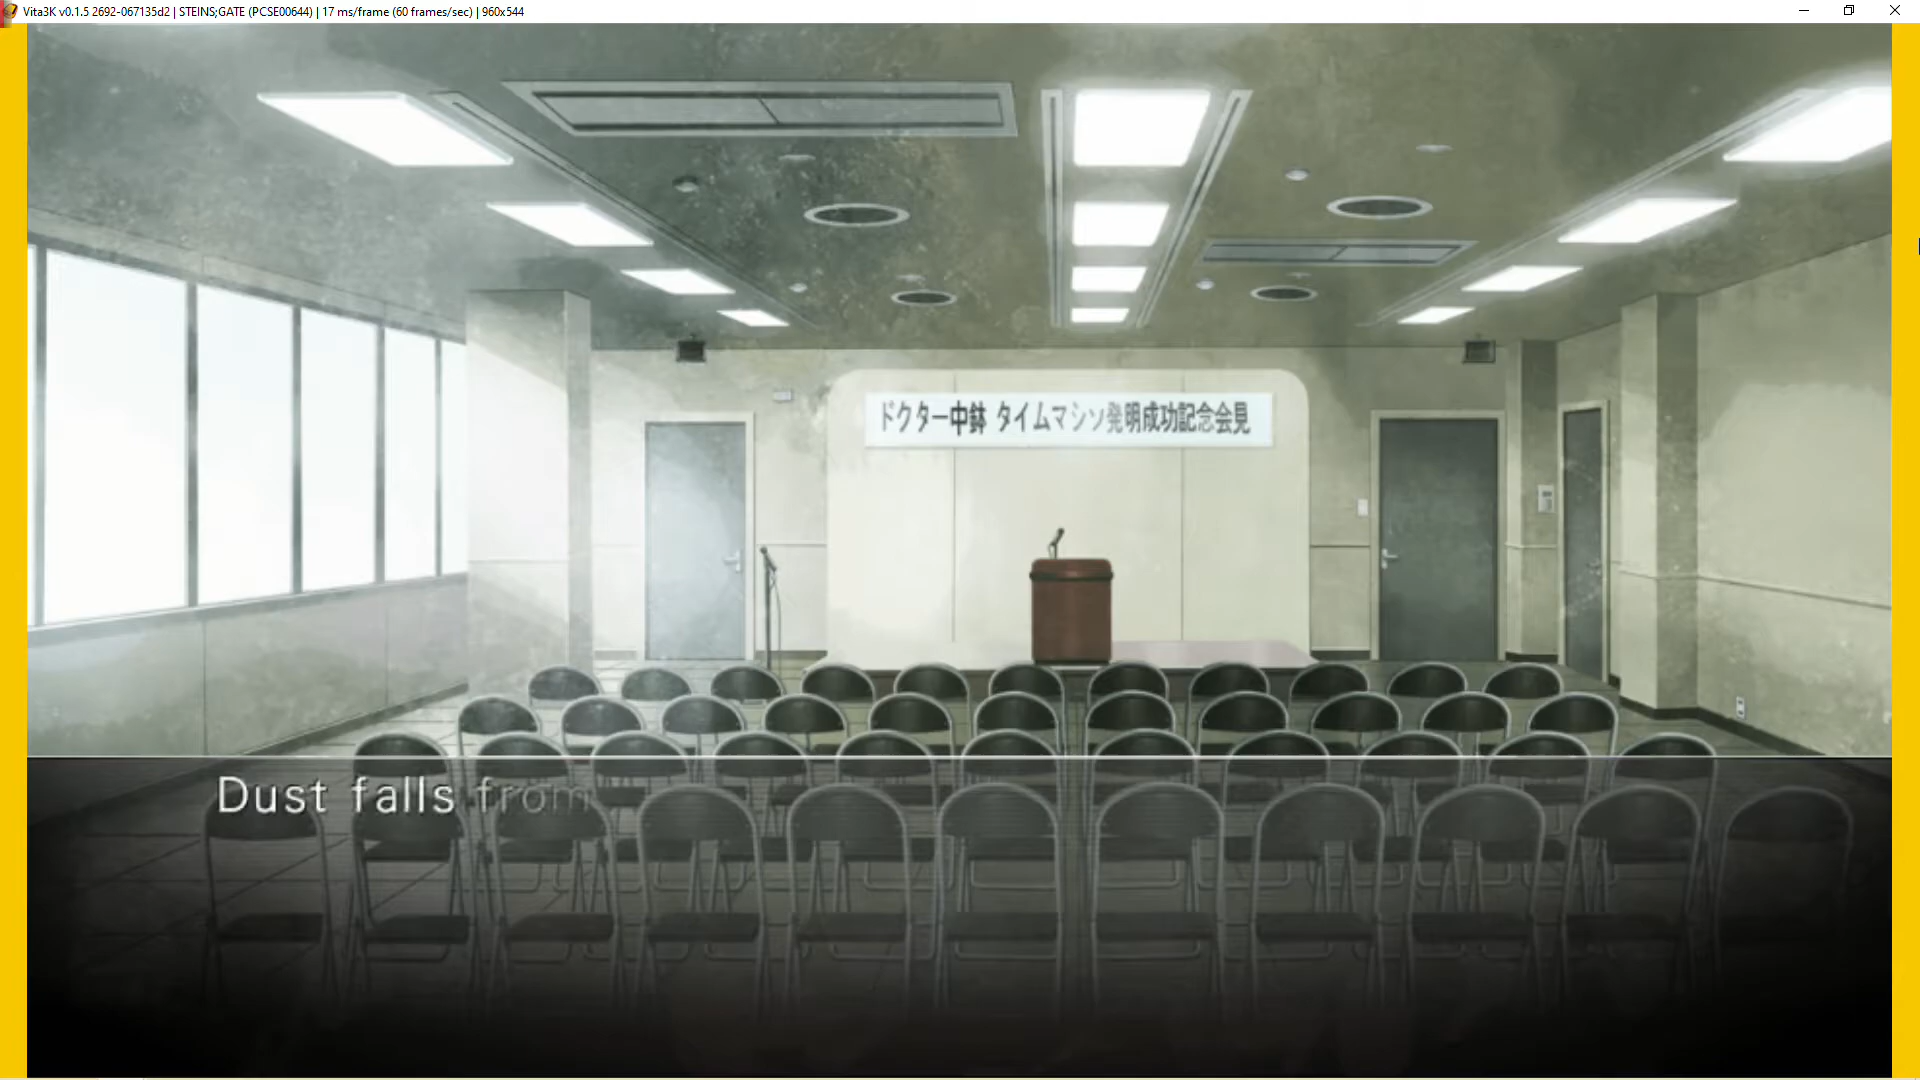 Vita3K v0.1.5 2692-067135d2 | STEINS;GATE (PCSE00644) | 17 ms/frame (60 frames/sec) | 960x544
ドクター中鉢 タイムマシン発明成功記念会見
Dust falls from